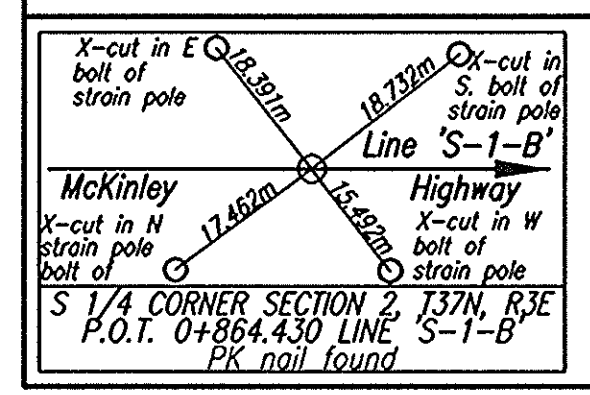 X-cut in E
bolt of
strain pole
18.391m
18.732m
X-cut in
S. bolt of
strain pole
Line 'S-1-B'
McKinley
Highway
X-cut in N
strain pole
bolt of
17.462m
15.492m
X-cut in W
bolt of
strain pole
S 1/4 CORNER SECTION 2, T37N, R3E
P.O.T. 0+864.430 LINE 'S-1-B'
PK nail found